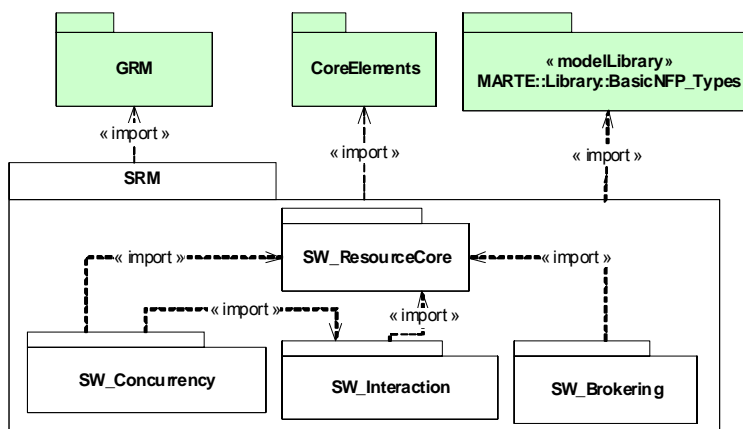 GRM
CoreElements
« modelLibrary »
MARTE::Library::BasicNFP_Types
« import »
« import »
« import »
SRM
SW_ResourceCore
« import »
« import »
« import »
« import »
SW_Concurrency
SW_Interaction
SW_Brokering